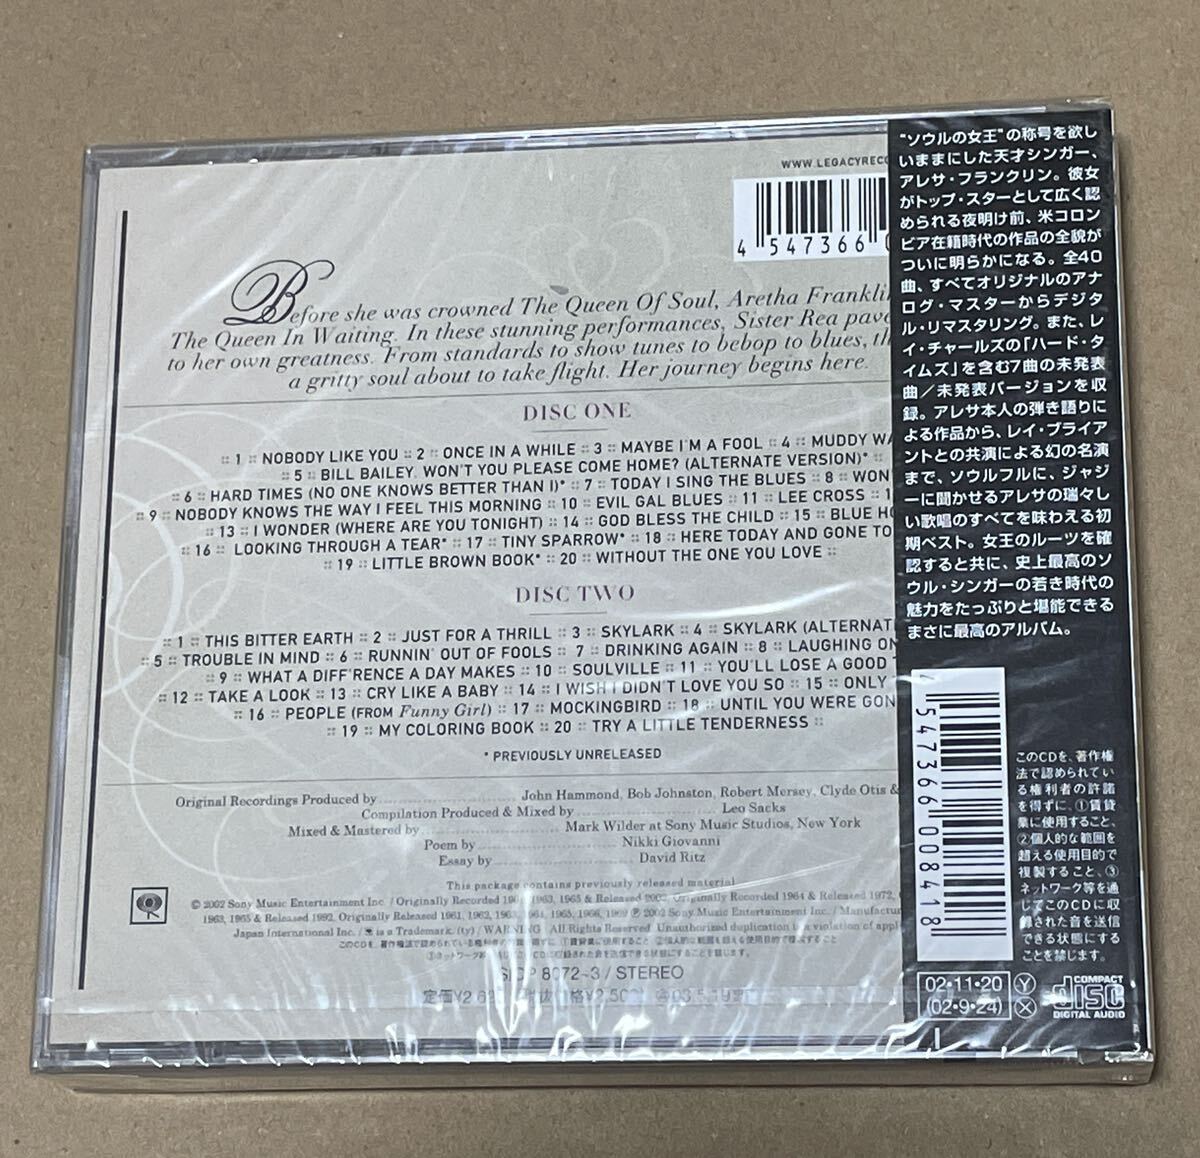 WWW.LEGACYREC
4 547366
Before she was crowned The Queen Of Soul, Aretha Franklin
The Queen In Waiting. In these stunning performances, Sister Rea pave
to her own greatness. From standards to show tunes to bebop to blues, th
a gritty soul about to take flight. Her journey begins here.
DISC ONE
:: 1 :: NOBODY LIKE YOU :: 2 :: ONCE IN A WHILE :: 3 :: MAYBE I'M A FOOL :: 4 :: MUDDY WA
:: 5 :: BILL BAILEY, WON'T YOU PLEASE COME HOME? (ALTERNATE VERSION)* ::
:: 6 :: HARD TIMES (NO ONE KNOWS BETTER THAN I)* :: 7 :: TODAY I SING THE BLUES :: 8 :: WON
:: 9 :: NOBODY KNOWS THE WAY I FEEL THIS MORNING :: 10 :: EVIL GAL BLUES :: 11 :: LEE CROSS :: 1
:: 13 :: I WONDER (WHERE ARE YOU TONIGHT) :: 14 :: GOD BLESS THE CHILD :: 15 :: BLUE HO
:: 16 :: LOOKING THROUGH A TEAR* :: 17 :: TINY SPARROW* :: 18 :: HERE TODAY AND GONE TO
:: 19 :: LITTLE BROWN BOOK* :: 20 :: WITHOUT THE ONE YOU LOVE ::
DISC TWO
:: 1 :: THIS BITTER EARTH :: 2 :: JUST FOR A THRILL :: 3 :: SKYLARK :: 4 :: SKYLARK (ALTERNAT
:: 5 :: TROUBLE IN MIND :: 6 :: RUNNIN' OUT OF FOOLS :: 7 :: DRINKING AGAIN :: 8 :: LAUGHING ON
:: 9 :: WHAT A DIFF'RENCE A DAY MAKES :: 10 :: SOULVILLE :: 11 :: YOU'LL LOSE A GOOD T
:: 12 :: TAKE A LOOK :: 13 :: CRY LIKE A BABY :: 14 :: I WISH I DIDN'T LOVE YOU SO :: 15 :: ONLY
:: 16 :: PEOPLE (FROM Funny Girl) :: 17 :: MOCKINGBIRD :: 18 :: UNTIL YOU WERE GON
:: 19 :: MY COLORING BOOK :: 20 :: TRY A LITTLE TENDERNESS ::
* PREVIOUSLY UNRELEASED
Original Recordings Produced by ........ John Hammond, Bob Johnston, Robert Mersey, Clyde Otis &
Compilation Produced & Mixed by ........ Leo Sacks
Mixed & Mastered by ........ Mark Wilder at Sony Music Studios, New York
Poem by ........ Nikki Giovanni
Essay by ........ David Ritz
This package contains previously released material
℗ 2002 Sony Music Entertainment Inc. / Manufactur
Japan International Inc. / is a Trademark. (ty) / WARNING: All Rights Reserved. Unauthorized duplication is a violation of appl
8072~3 / STEREO
"ソウルの女王"の称号を欲し
いままにした天才シンガー、
アレサ・フランクリン。彼女
がトップ・スターとして広く認
められる夜明け前、米コロン
ビア在籍時代の作品の全貌が
ついに明らかになる。全40
曲、すべてオリジナルのアナ
ログ・マスターからデジタ
ル・リマスタリング。また、レ
イ・チャールズの「ハード・タ
イムズ」を含む7曲の未発表
曲/未発表バージョンを収
録。アレサ本人の弾き語りに
よる作品から、レイ・ブライア
ントとの共演による幻の名演
まで、ソウルフルに、ジャジ
ーに聞かせるアレサの瑞々し
い歌唱のすべてを味わえる初
期ベスト。女王のルーツを確
認すると共に、史上最高のソ
ウル・シンガーの若き時代の
魅力をたっぷりと堪能できる
まさに最高のアルバム。
4 547366 008418
このCDを、著作権
法で認められてい
る権利者の許諾
を得ずに、①賃貸
業に使用すること、
②個人的な範囲を
超える使用目的で
複製すること、③
ネットワーク等を通
じてこのCDに収
録された音を送信
できる状態にする
ことを禁じます。
02・11・20 Y
(02・9・24) X
COMPACT
disc
DIGITAL AUDIO